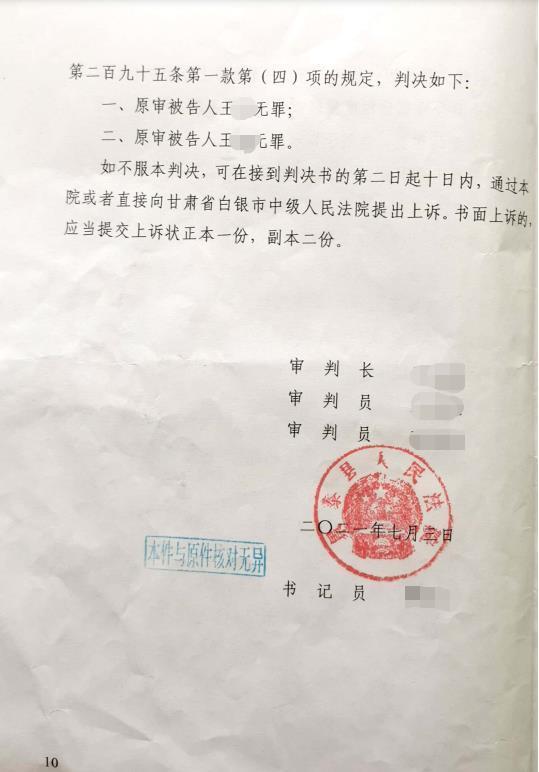 第二百九十五条第一款第（四）项的规定，判决如下：
一、原审被告人王 无罪；
二、原审被告人王 无罪。
如不服本判决，可在接到判决书的第二日起十日内，通过本
院或者直接向甘肃省白银市中级人民法院提出上诉。书面上诉的，
应当提交上诉状正本一份，副本二份。
审 判 长
审 判 员
审 判 员
景泰县人民法院
二〇二一年七月三日
本件与原件核对无异
书 记 员
10